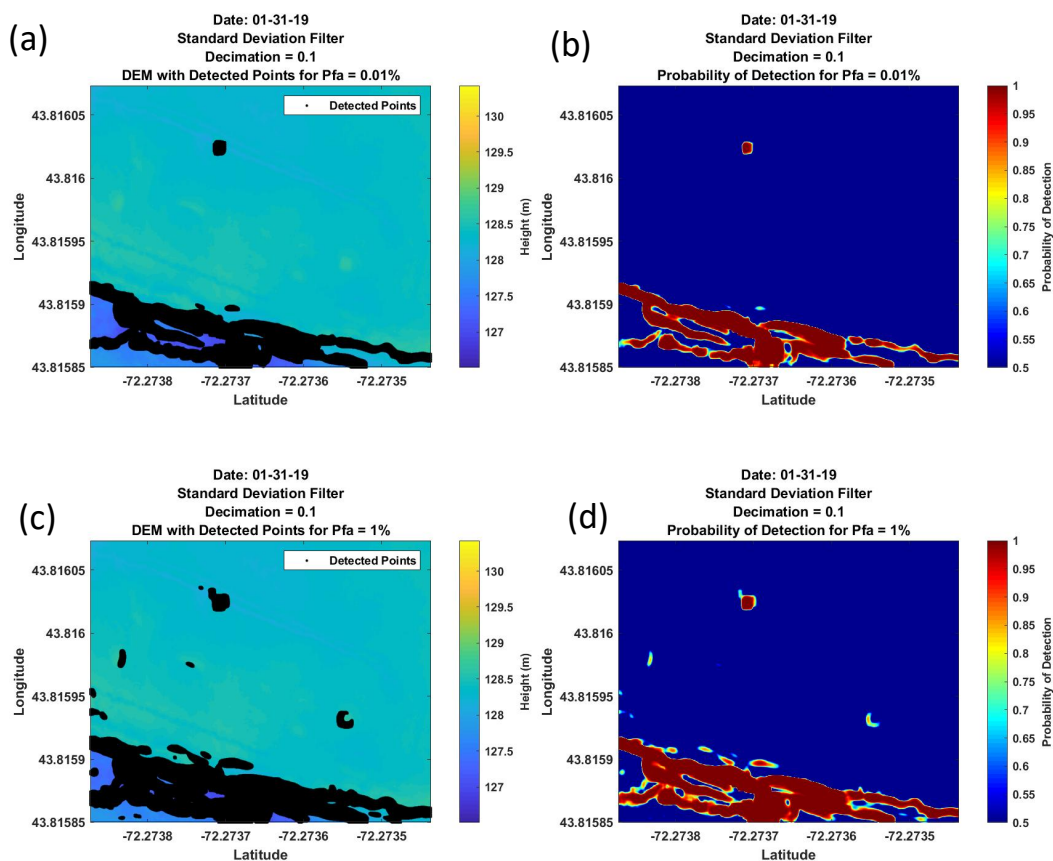 (a)
Date: 01-31-19
Standard Deviation Filter
Decimation = 0.1
DEM with Detected Points for Pfa = 0.01%
Detected Points
43.81605
43.816
43.81595
43.8159
43.81585
Longitude
-72.2738 -72.2737 -72.2736 -72.2735
Latitude
130
129.5
129
128.5
128
127.5
127
Height (m)
(b)
Date: 01-31-19
Standard Deviation Filter
Decimation = 0.1
Probability of Detection for Pfa = 0.01%
43.81605
43.816
43.81595
43.8159
43.81585
Longitude
-72.2738 -72.2737 -72.2736 -72.2735
Latitude
1
0.95
0.9
0.85
0.8
0.75
0.7
0.65
0.6
0.55
0.5
Probability of Detection
(c)
Date: 01-31-19
Standard Deviation Filter
Decimation = 0.1
DEM with Detected Points for Pfa = 1%
Detected Points
43.81605
43.816
43.81595
43.8159
43.81585
Longitude
-72.2738 -72.2737 -72.2736 -72.2735
Latitude
130
129.5
129
128.5
128
127.5
127
Height (m)
(d)
Date: 01-31-19
Standard Deviation Filter
Decimation = 0.1
Probability of Detection for Pfa = 1%
43.81605
43.816
43.81595
43.8159
43.81585
Longitude
-72.2738 -72.2737 -72.2736 -72.2735
Latitude
1
0.95
0.9
0.85
0.8
0.75
0.7
0.65
0.6
0.55
0.5
Probability of Detection